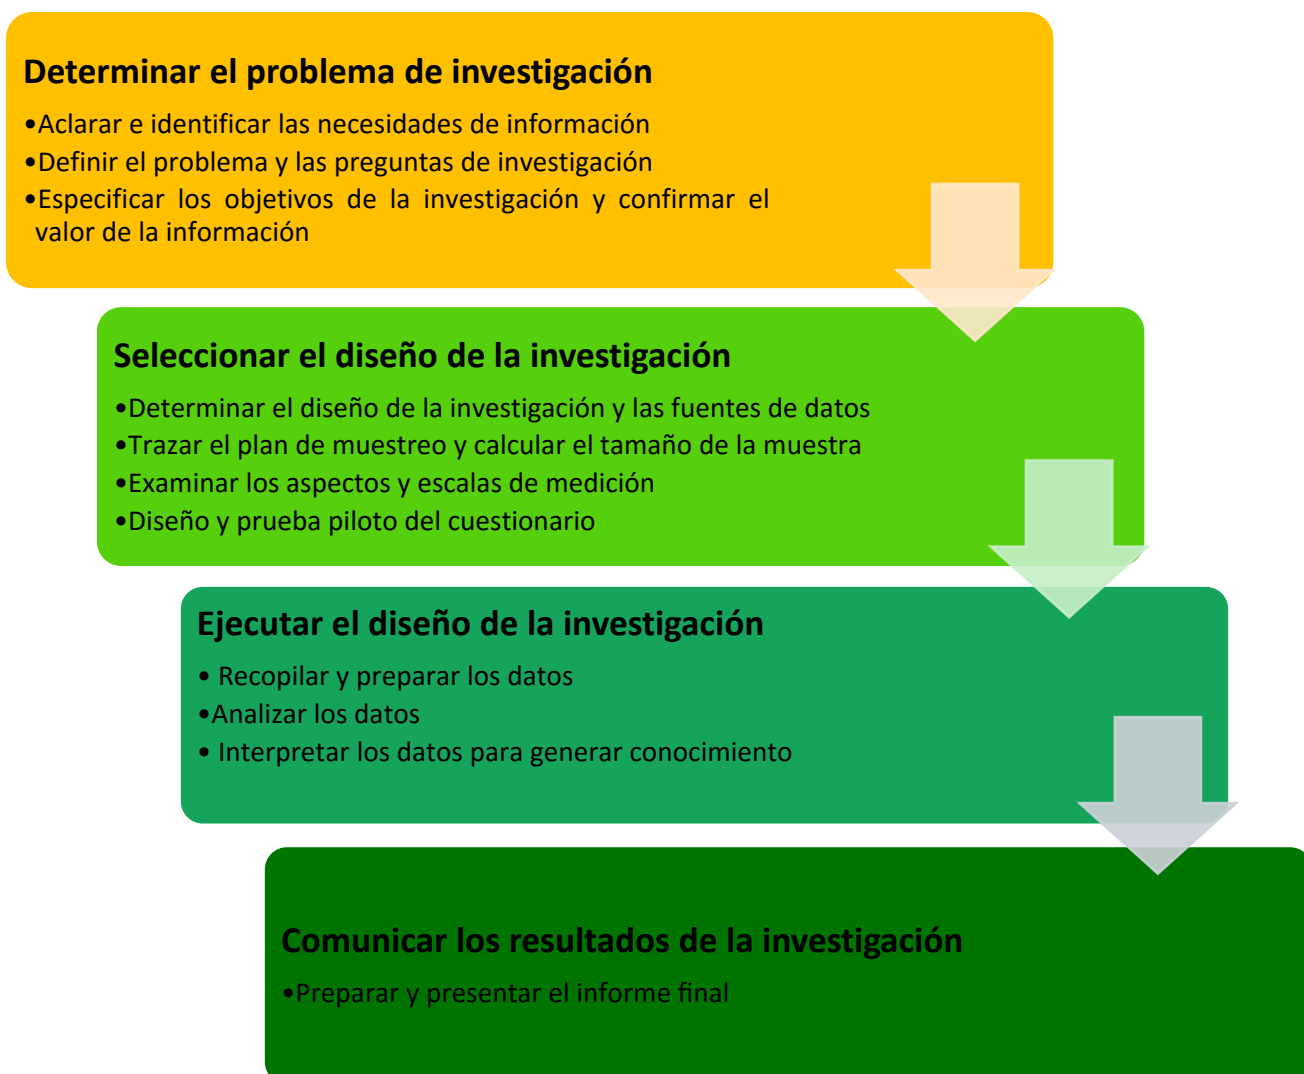 Determinar el problema de investigación
•Aclarar e identificar las necesidades de información
•Definir el problema y las preguntas de investigación
•Especificar los objetivos de la investigación y confirmar el
valor de la información
Seleccionar el diseño de la investigación
•Determinar el diseño de la investigación y las fuentes de datos
•Trazar el plan de muestreo y calcular el tamaño de la muestra
•Examinar los aspectos y escalas de medición
•Diseño y prueba piloto del cuestionario
Ejecutar el diseño de la investigación
• Recopilar y preparar los datos
•Analizar los datos
• Interpretar los datos para generar conocimiento
Comunicar los resultados de la investigación
•Preparar y presentar el informe final